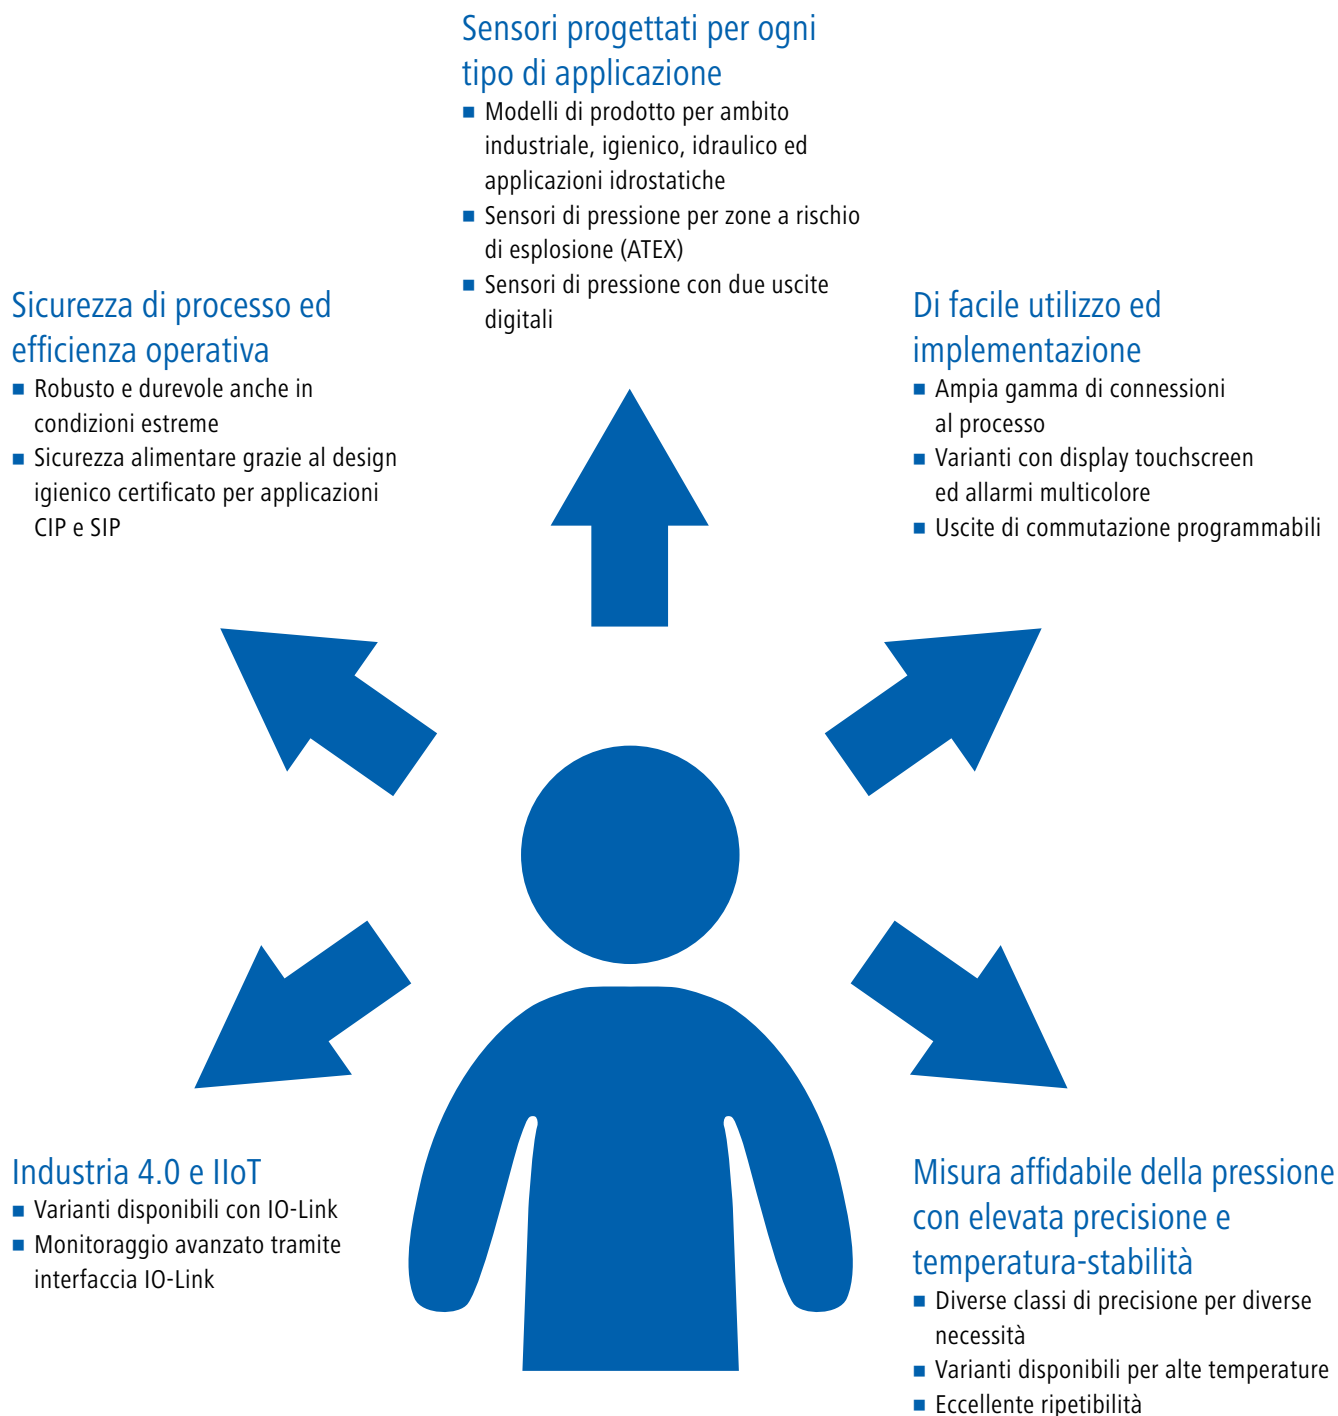 Sensori progettati per ogni
tipo di applicazione
■ Modelli di prodotto per ambito
industriale, igienico, idraulico ed
applicazioni idrostatiche
■ Sensori di pressione per zone a rischio
di esplosione (ATEX)
■ Sensori di pressione con due uscite
digitali
Sicurezza di processo ed
efficienza operativa
■ Robusto e durevole anche in
condizioni estreme
■ Sicurezza alimentare grazie al design
igienico certificato per applicazioni
CIP e SIP
Di facile utilizzo ed
implementazione
■ Ampia gamma di connessioni
al processo
■ Varianti con display touchscreen
ed allarmi multicolore
■ Uscite di commutazione programmabili
Industria 4.0 e IIoT
■ Varianti disponibili con IO-Link
■ Monitoraggio avanzato tramite
interfaccia IO-Link
Misura affidabile della pressione
con elevata precisione e
temperatura-stabilità
■ Diverse classi di precisione per diverse
necessità
■ Varianti disponibili per alte temperature
■ Eccellente ripetibilità